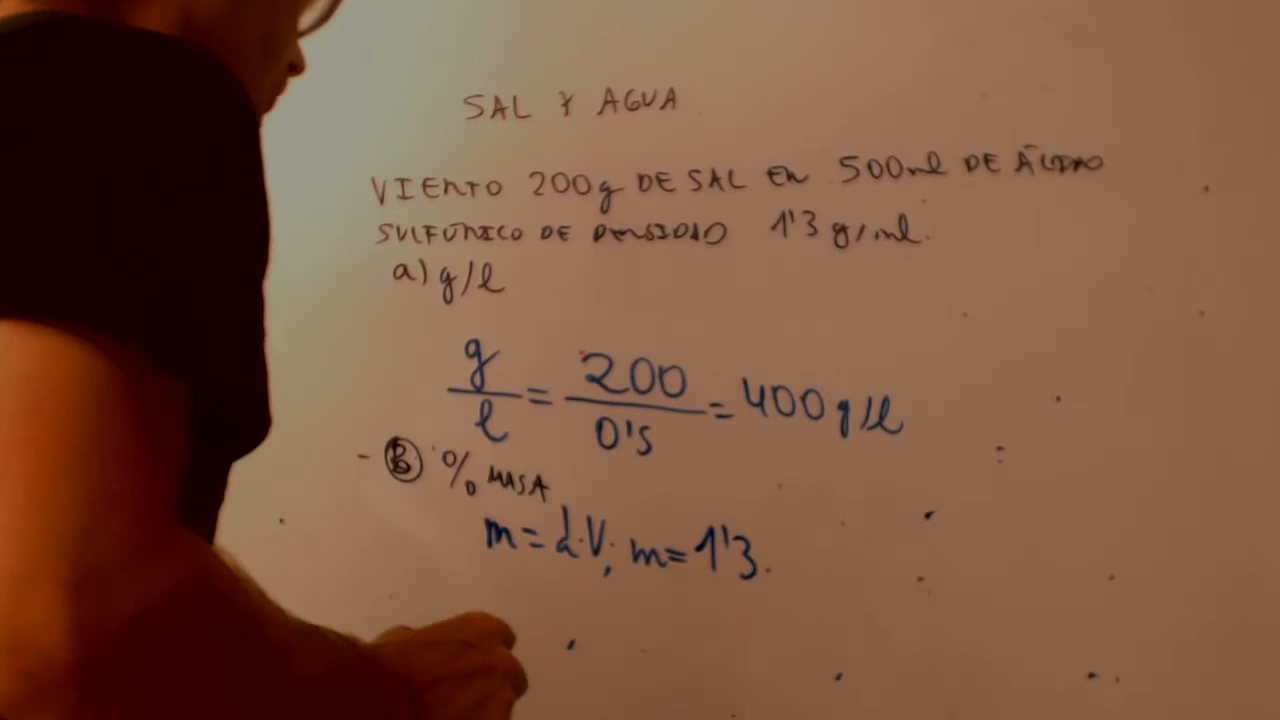 SAL Y AGUA
VIERTO 200g DE SAL EN 500ml DE ÁCIDO
SULFÚRICO DE DENSIDAD 1'3 g/ml.
a) g/l
g/l = 200/0'5 = 400 g/l
- B) % MASA
m = d·V; m = 1'3.